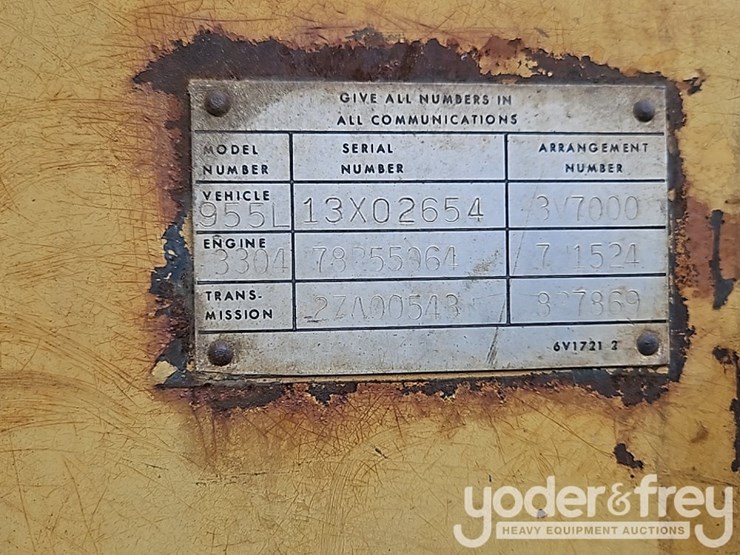 GIVE ALL NUMBERS IN
ALL COMMUNICATIONS
MODEL NUMBER SERIAL NUMBER ARRANGEMENT NUMBER
VEHICLE
955L 13X02654
ENGINE
3304
TRANS-
MISSION
6V1721 2
yoder&frey
HEAVY EQUIPMENT AUCTIONS